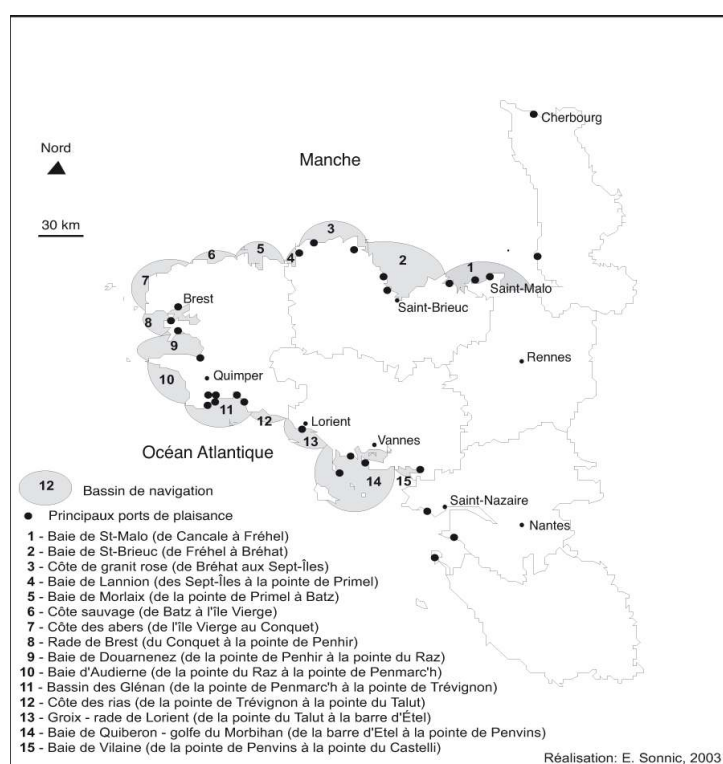 Cherbourg
Nord
Manche
30 km
3
5
6
4
2
1
7
Saint-Malo
Brest
Saint-Brieuc
8
9
Rennes
10
Quimper
11
12
Lorient
13
Vannes
Océan Atlantique
14
15
12
Bassin de navigation
Saint-Nazaire
Principaux ports de plaisance
Nantes
1 - Baie de St-Malo (de Cancale à Fréhel)
2 - Baie de St-Brieuc (de Fréhel à Bréhat)
3 - Côte de granit rose (de Bréhat aux Sept-Îles)
4 - Baie de Lannion (des Sept-Îles à la pointe de Primel)
5 - Baie de Morlaix (de la pointe de Primel à Batz)
6 - Côte sauvage (de Batz à l'île Vierge)
7 - Côte des abers (de l'île Vierge au Conquet)
8 - Rade de Brest (du Conquet à la pointe de Penhir)
9 - Baie de Douarnenez (de la pointe de Penhir à la pointe du Raz)
10 - Baie d'Audierne (de la pointe du Raz à la pointe de Penmarc'h)
11 - Bassin des Glénan (de la pointe de Penmarc'h à la pointe de Trévignon)
12 - Côte des rias (de la pointe de Trévignon à la pointe du Talut)
13 - Groix - rade de Lorient (de la pointe du Talut à la barre d'Étel)
14 - Baie de Quiberon - golfe du Morbihan (de la barre d'Etel à la pointe de Penvins)
15 - Baie de Vilaine (de la pointe de Penvins à la pointe du Castelli)
Réalisation: E. Sonnic, 2003